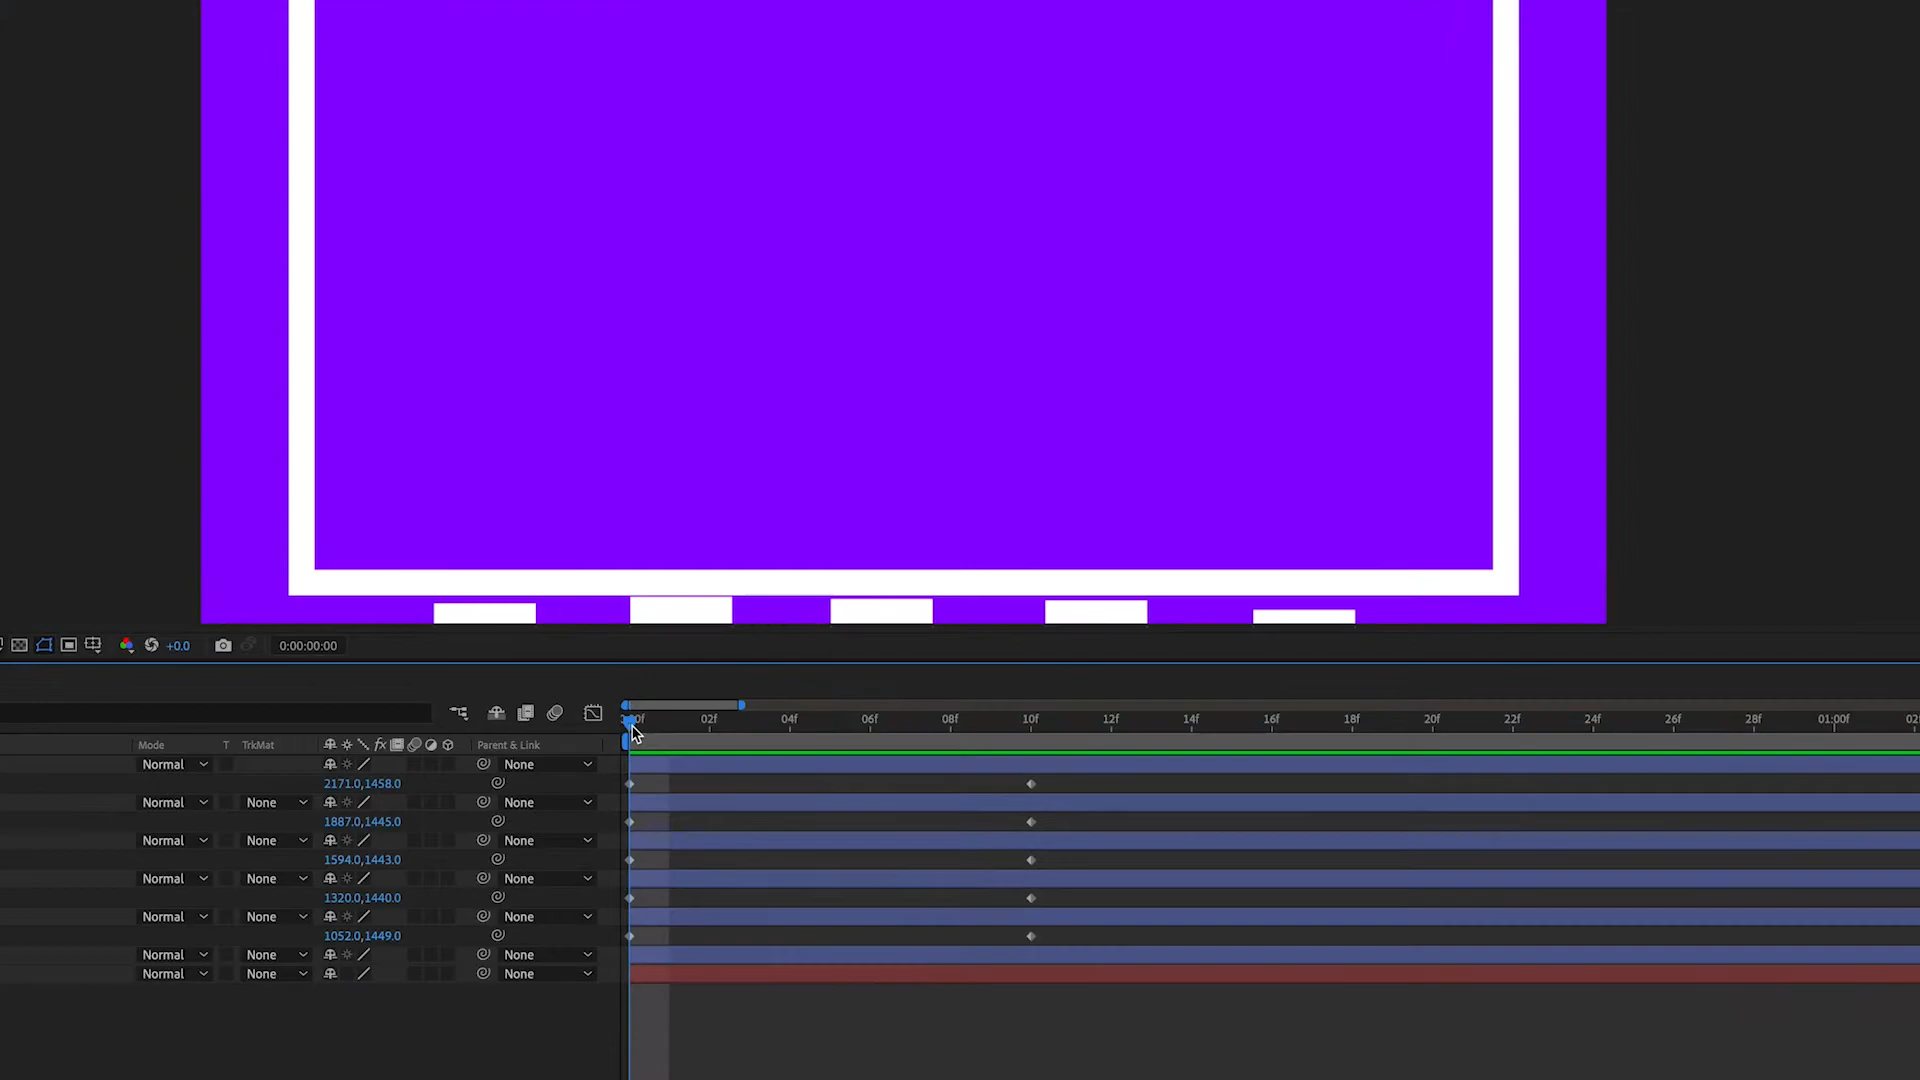 +0.0 0:00:00:00
02f 04f 06f 08f 10f 12f 14f 16f 18f 20f 22f 24f 26f 28f 01:00f 02
Mode T TrkMat fx Parent & Link
Normal None
2171.0,1458.0
Normal None None
1887.0,1445.0
Normal None None
1594.0,1443.0
Normal None None
1320.0,1440.0
Normal None None
1052.0,1449.0
Normal None None
Normal None None